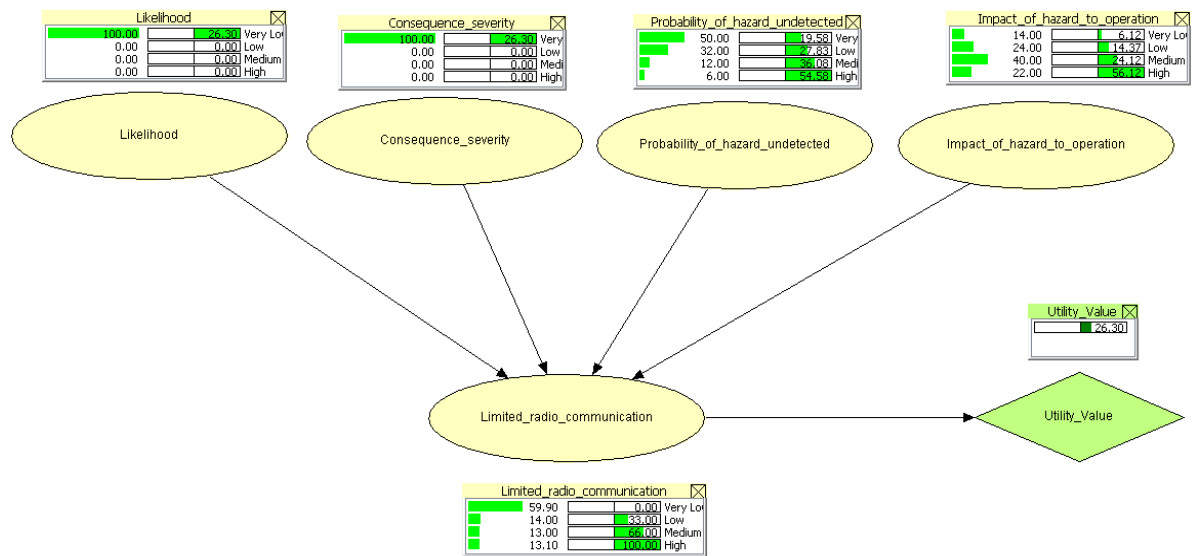 Likelihood
100.00 26.30 Very Lo
0.00 0.00 Low
0.00 0.00 Medium
0.00 0.00 High
Consequence_severity
100.00 26.30 Very
0.00 0.00 Low
0.00 0.00 Medi
0.00 0.00 High
Probability_of_hazard_undetected
50.00 19.58 Very
32.00 27.83 Low
12.00 36.08 Medi
6.00 54.58 High
Impact_of_hazard_to_operation
14.00 6.12 Very Lo
24.00 14.37 Low
40.00 24.12 Medium
22.00 56.12 High
Likelihood
Consequence_severity
Probability_of_hazard_undetected
Impact_of_hazard_to_operation
Utility_Value
26.30
Limited_radio_communication
Utility_Value
Limited_radio_communication
59.90 0.00 Very Lo
14.00 33.00 Low
13.00 66.00 Medium
13.10 100.00 High